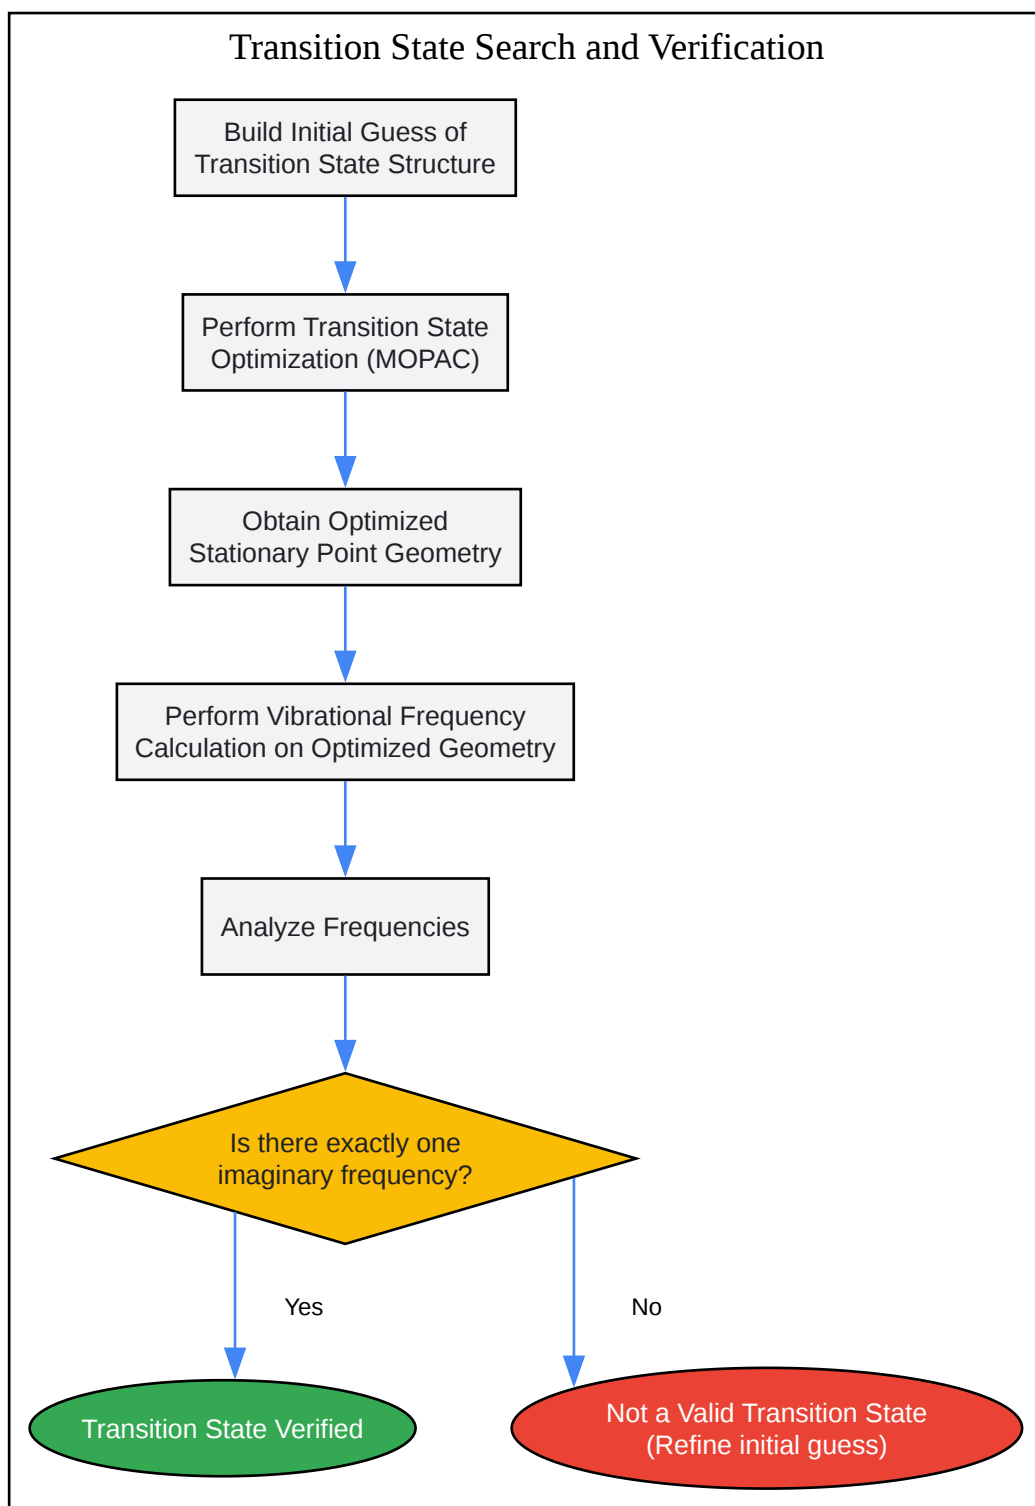 Transition State Search and Verification
Build Initial Guess of
Transition State Structure
Perform Transition State
Optimization (MOPAC)
Obtain Optimized
Stationary Point Geometry
Perform Vibrational Frequency
Calculation on Optimized Geometry
Analyze Frequencies
Is there exactly one
imaginary frequency?
Yes
No
Transition State Verified
Not a Valid Transition State
(Refine initial guess)